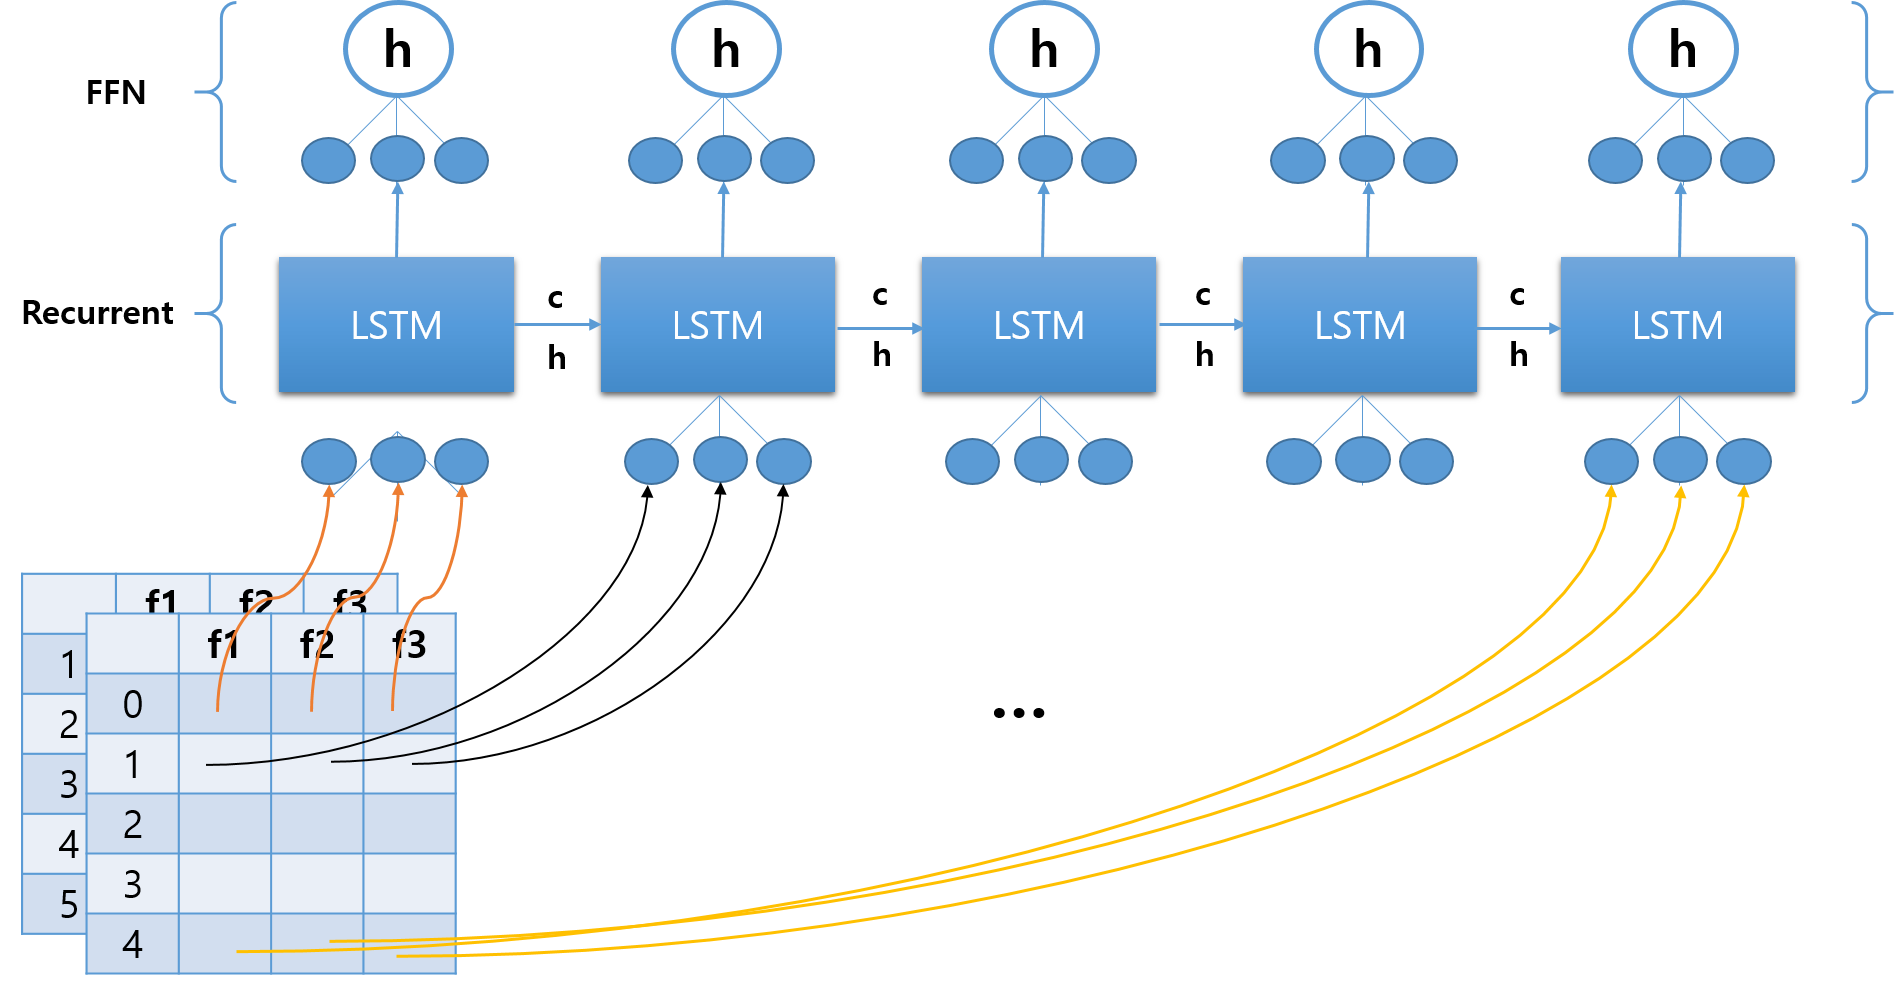 h h h h h
FFN
Recurrent
LSTM LSTM LSTM LSTM LSTM
c c c c
h h h h
f1 f2 f3
1
2
3
4
5
f1 f2 f3
0
1
2
3
4
...